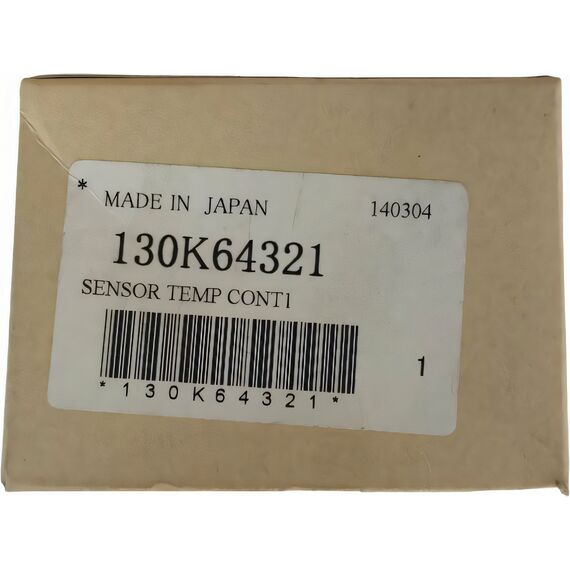 * MADE IN JAPAN 140304
130K64321
SENSOR TEMP CONT1
1
*130K64321*